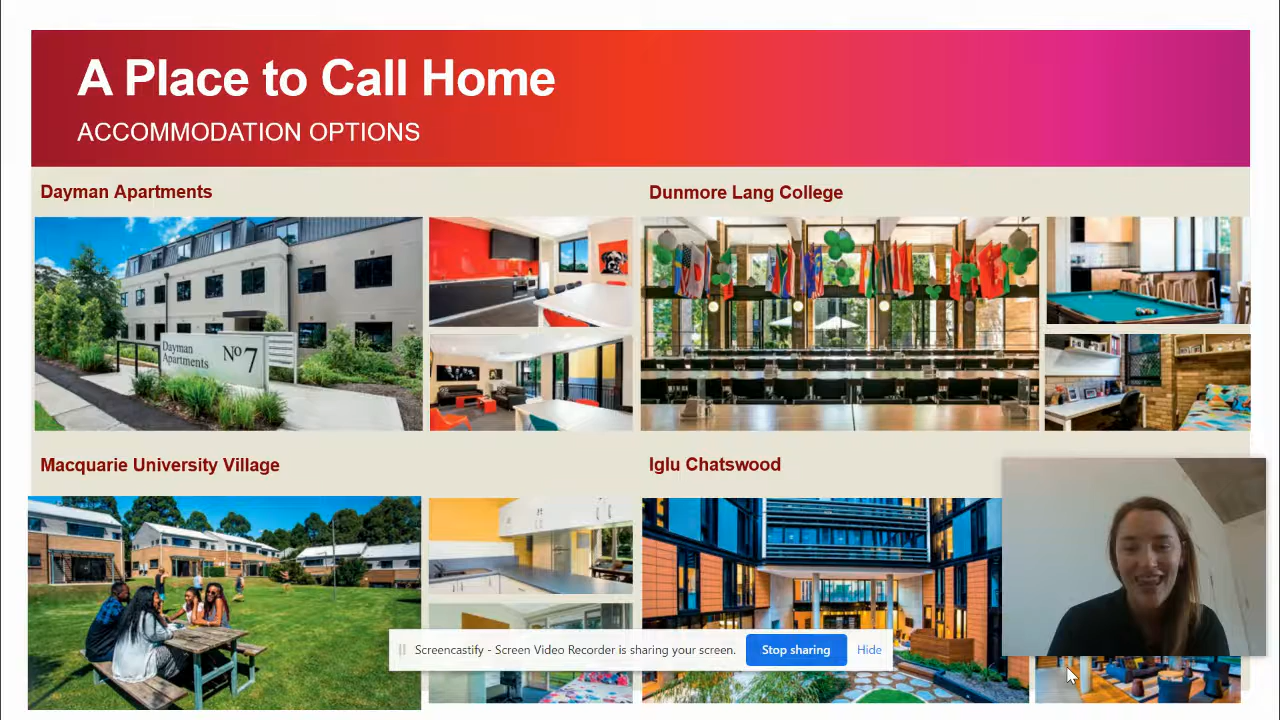 A Place to Call Home
ACCOMMODATION OPTIONS
Dayman Apartments
Dunmore Lang College
Dayman
Apartments
No 7
Macquarie University Village
Iglu Chatswood
Screencastify - Screen Video Recorder is sharing your screen.
Stop sharing
Hide